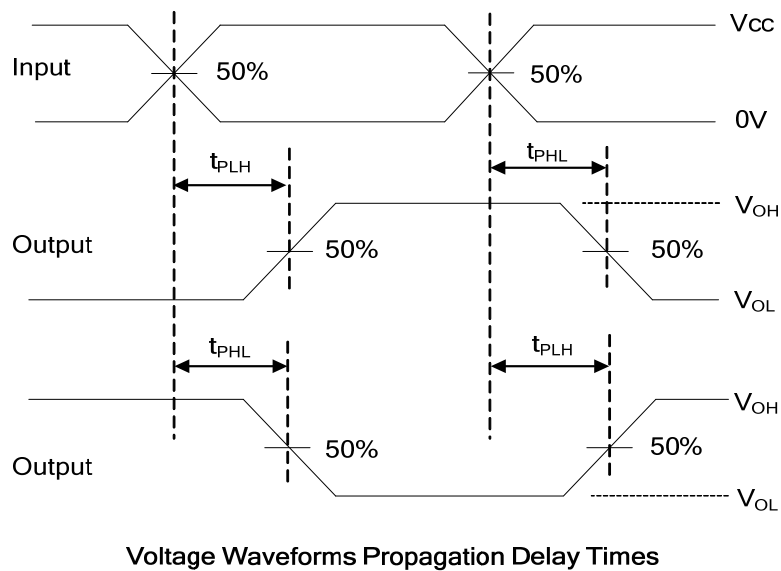 Vcc
Input
50%
50%
0V
tPLH
tPHL
VOH
Output
50%
50%
VOL
tPHL
tPLH
VOH
50%
50%
Output
VOL
Voltage Waveforms Propagation Delay Times